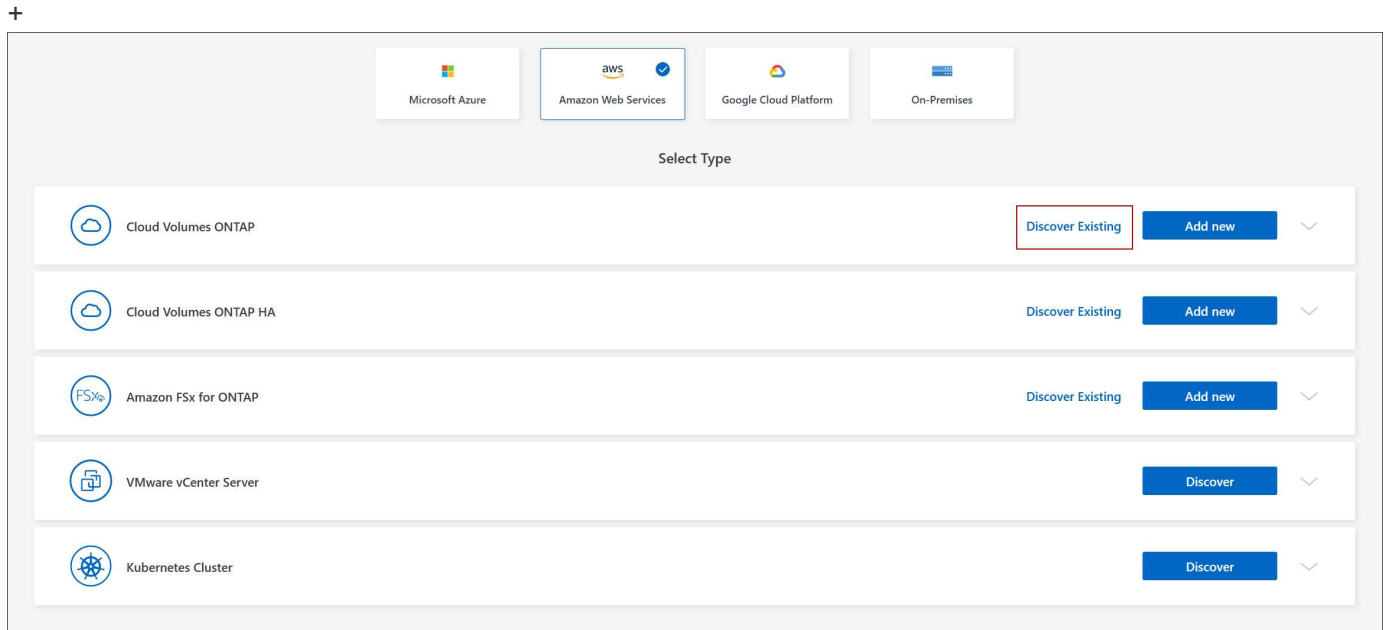 +
aws
Microsoft Azure
Amazon Web Services
Google Cloud Platform
On-Premises
Select Type
Cloud Volumes ONTAP
Discover Existing
Add new
Cloud Volumes ONTAP HA
Discover Existing
Add new
FSx
Amazon FSx for ONTAP
Discover Existing
Add new
VMware vCenter Server
Discover
Kubernetes Cluster
Discover